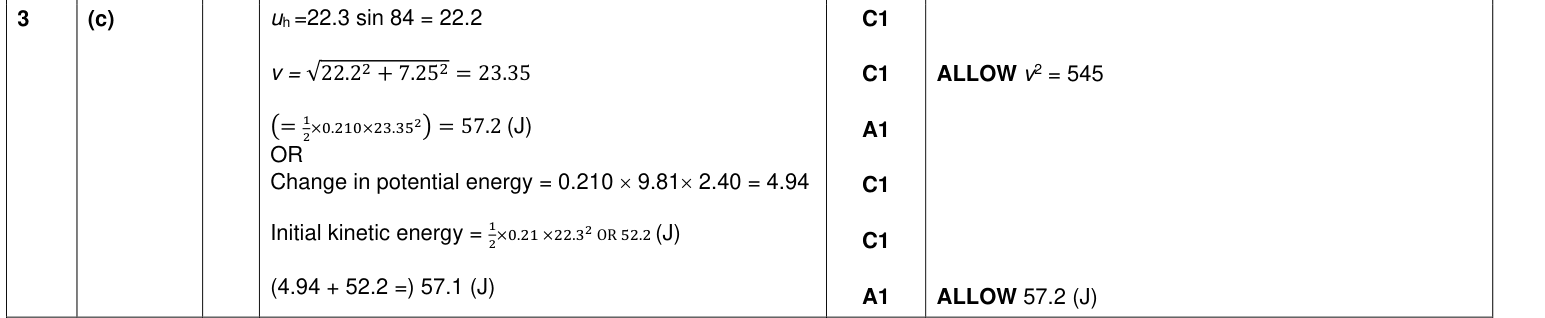 3 (c) uₕ =22.3 sin 84 = 22.2 C1
v = √22.2² + 7.25² = 23.35 C1 ALLOW v² = 545
(= ½×0.210×23.35²) = 57.2 (J) A1
OR
Change in potential energy = 0.210 × 9.81× 2.40 = 4.94 C1
Initial kinetic energy = ½×0.21 ×22.3² OR 52.2 (J) C1
(4.94 + 52.2 =) 57.1 (J) A1 ALLOW 57.2 (J)